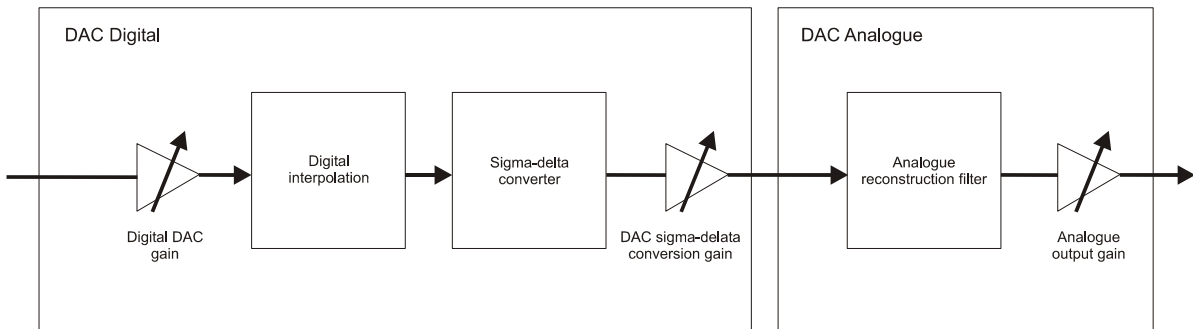 DAC Digital
DAC Analogue
Digital
interpolation
Sigma-delta
converter
Analogue
reconstruction filter
Digital DAC
gain
DAC sigma-delata
conversion gain
Analogue
output gain